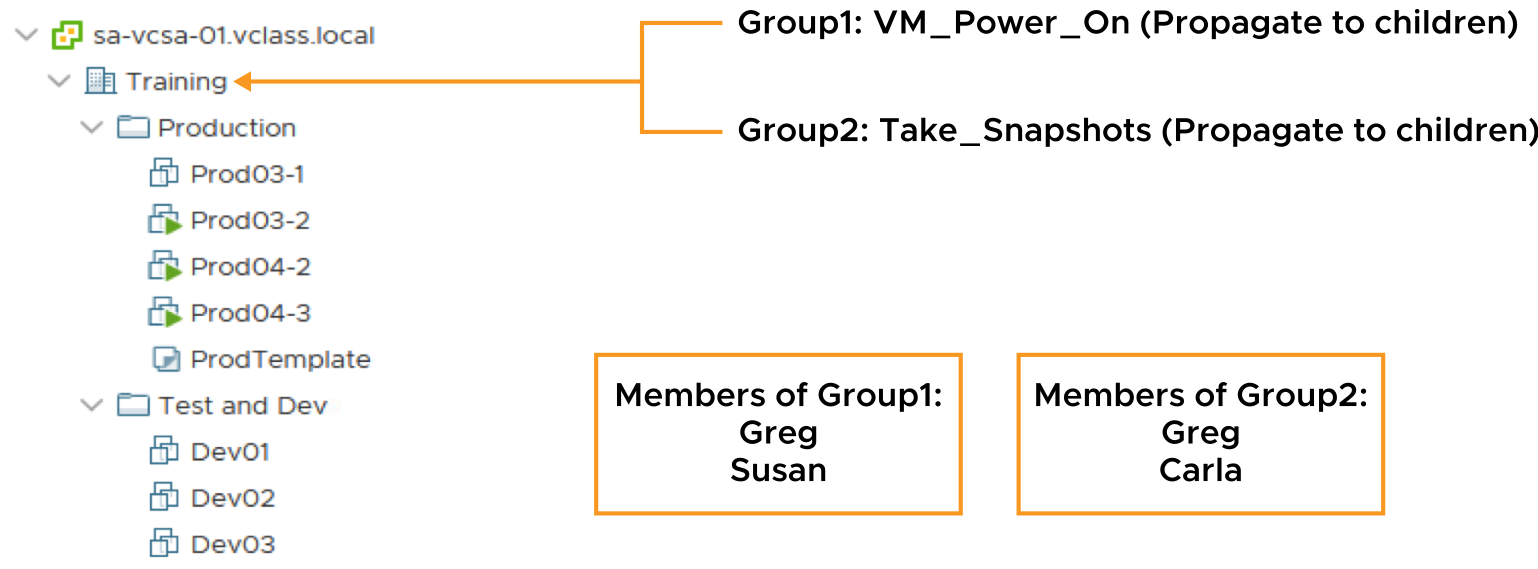 sa-vcsa-01.vclass.local
Training
Production
Prod03-1
Prod03-2
Prod04-2
Prod04-3
ProdTemplate
Test and Dev
Dev01
Dev02
Dev03
Group1: VM_Power_On (Propagate to children)
Group2: Take_Snapshots (Propagate to children)
Members of Group1:
Greg
Susan
Members of Group2:
Greg
Carla